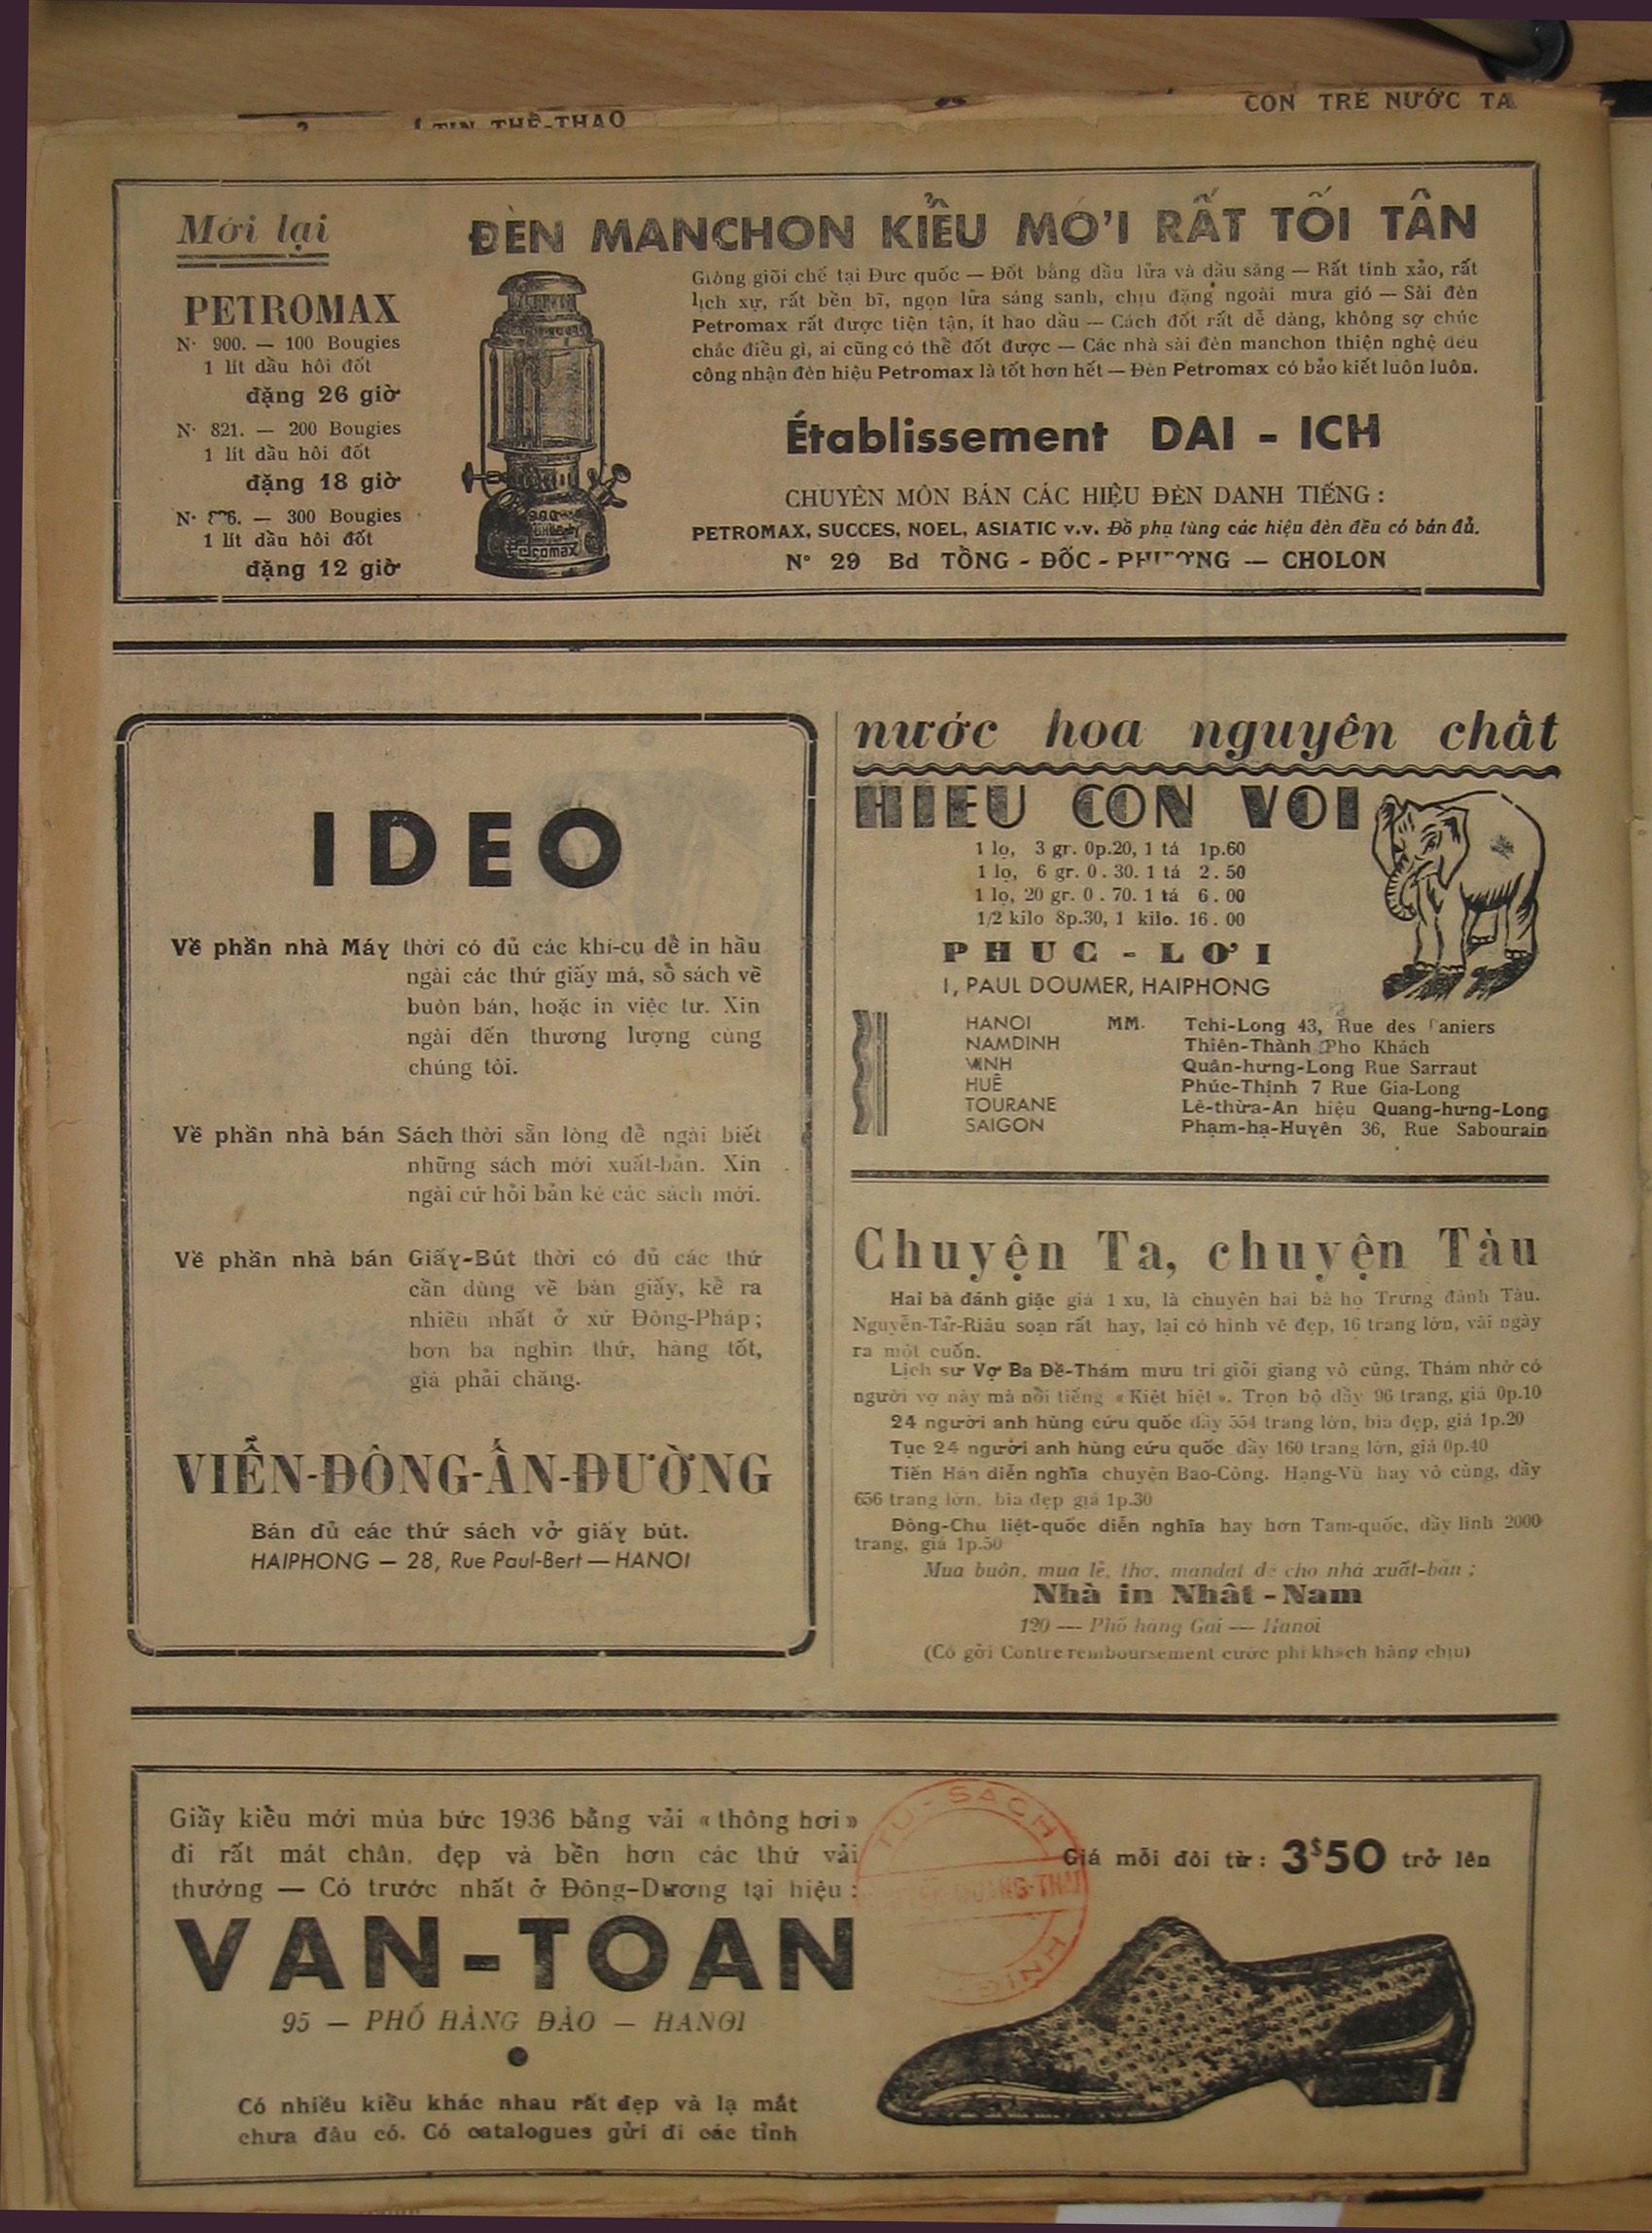 TIN THỂ-THAO
CON TRẺ NƯỚC TA
Mới lại
ĐÈN MANCHON KIỂU MỚI RẤT TỐI TÂN
PETROMAX
N· 900. — 100 Bougies
1 lít dầu hôi đốt
đặng 26 giờ
N· 821. — 200 Bougies
1 lít dầu hôi đốt
đặng 18 giờ
N· 6. — 300 Bougies
1 lít dầu hôi đốt
đặng 12 giờ
Giòng giỏi chế tại Đức quốc — Đốt bằng dầu lửa và dầu săng — Rất tinh xảo, rất
lịch xự, rất bền bĩ, ngọn lửa sáng sanh, chịu đặng ngoài mưa gió — Sài đèn
Petromax rất được tiện tận, ít hao dầu — Cách đốt rất dễ dàng, không sợ chúc
chắc điều gì, ai cũng có thể đốt được — Các nhà sài đèn manchon thiện nghệ đều
công nhận đèn hiệu Petromax là tốt hơn hết — Đèn Petromax có bảo kiết luôn luôn.
Établissement DAI - ICH
CHUYÊN MÔN BÁN CÁC HIỆU ĐÈN DANH TIẾNG :
PETROMAX, SUCCES, NOEL, ASIATIC v.v. Đồ phụ tùng các hiệu đèn đều có bán đủ.
N° 29 Bd TỔNG - ĐỐC - PHƯƠNG — CHOLON
IDEO
Về phần nhà Máy thời có đủ các khí-cụ để in hầu
ngài các thứ giấy má, sổ sách về
buôn bán, hoặc in việc tư. Xin
ngài đến thương lượng cùng
chúng tôi.
Về phần nhà bán Sách thời sẵn lòng để ngài biết
những sách mới xuất-bản. Xin
ngài cứ hỏi bản kê các sách mới.
Về phần nhà bán Giấy-Bút thời có đủ các thứ
cần dùng về bàn giấy, kể ra
nhiều nhất ở xứ Đông-Pháp;
hơn ba nghìn thứ, hàng tốt,
giá phải chăng.
VIỄN-ĐÔNG-ẤN-ĐƯỜNG
Bán đủ các thứ sách vở giấy bút.
HAIPHONG — 28, Rue Paul-Bert — HANOI
nước hoa nguyên chất
HIEU CON VOI
1 lọ, 3 gr. 0p.20, 1 tá 1p.60
1 lọ, 6 gr. 0.30. 1 tá 2.50
1 lọ, 20 gr. 0.70. 1 tá 6.00
1/2 kilo 8p.30, 1 kilo. 16.00
PHUC - LỢI
1, PAUL DOUMER, HAIPHONG
HANOI MM. Tchi-Long 43, Rue des Paniers
NAMDINH Thiên-Thành Pho Khách
VINH Quân-hưng-Long Rue Sarraut
HUÊ Phúc-Thịnh 7 Rue Gia-Long
TOURANE Lê-thừa-An hiệu Quang-hưng-Long
SAIGON Phạm-hạ-Huyên 36, Rue Sabourain
Chuyện Ta, chuyện Tàu
Hai bà đánh giặc giá 1 xu, là chuyện hai bà họ Trưng đánh Tàu.
Nguyễn-Tử-Riâu soạn rất hay, lại có hình vẽ đẹp, 16 trang lớn, vài ngày
ra một cuốn.
Lịch sử Vợ Ba Đề-Thám mưu trí giỏi giang vô cùng, Thám nhờ có
người vợ này mà nổi tiếng « Kiệt hiệt ». Trọn bộ dầy 96 trang, giá 0p.10
24 người anh hùng cứu quốc dầy 554 trang lớn, bìa đẹp, giá 1p.20
Tục 24 người anh hùng cứu quốc dầy 160 trang lớn, giá 0p.40
Tiền Hán diễn nghĩa chuyện Bao-Công. Hạng-Vũ hay vô cùng, dầy
656 trang lớn, bìa đẹp giá 1p.30
Đông-Chu liệt-quốc diễn nghĩa hay hơn Tam-quốc, dầy linh 2000
trang, giá 1p.50
Mua buôn, mua lẻ, thơ, mandat đề cho nhà xuất-bản ;
Nhà in Nhật-Nam
120 — Phố hàng Gai — Hanoi
(Có gởi Contre remboursement cước phí khách hàng chịu)
Giầy kiểu mới mùa bức 1936 bằng vải « thông hơi »
đi rất mát chân, đẹp và bền hơn các thứ vải
thường — Có trước nhất ở Đông-Dương tại hiệu :
VAN-TOAN
95 — PHỐ HÀNG ĐÀO — HANOI
Có nhiều kiểu khác nhau rất đẹp và lạ mắt
chưa đâu có. Có catalogues gửi đi các tỉnh
Giá mỗi đôi từ : 3$50 trở lên
TU-SACH